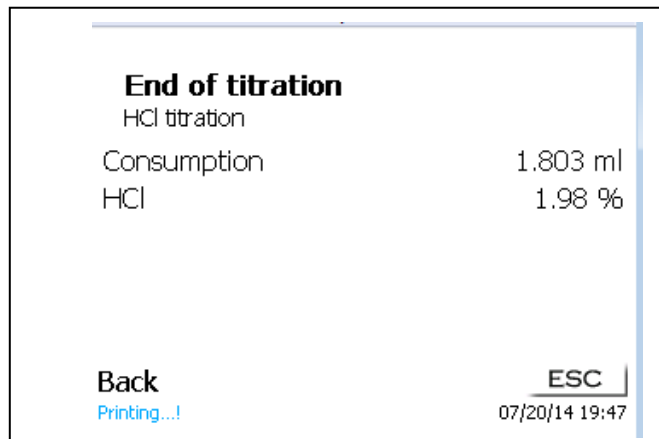 End of titration
HCl titration
Consumption 1.803 ml
HCl 1.98 %
Back ESC
Printing...! 07/20/14 19:47